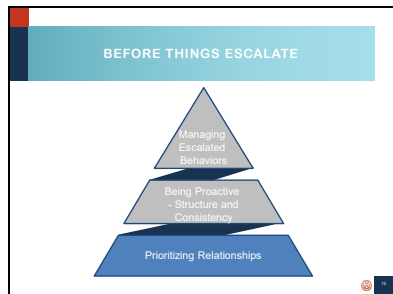 BEFORE THINGS ESCALATE
Managing
Escalated
Behaviors
Being Proactive
- Structure and
Consistency
Prioritizing Relationships